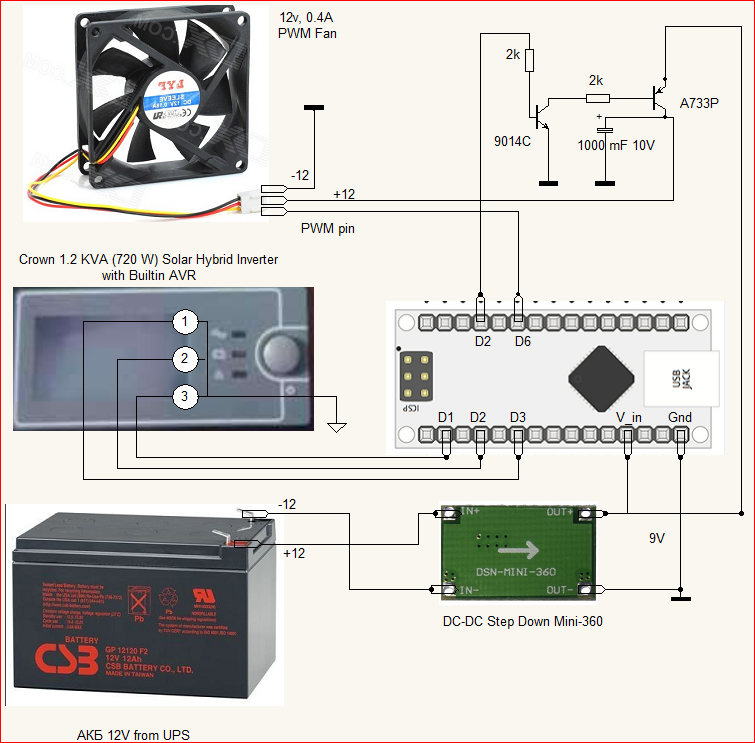 12v, 0.4A
PWM Fan
2k
2k
A733P
9014C
+
1000 mF 10V
-12
+12
PWM pin
Crown 1.2 KVA (720 W) Solar Hybrid Inverter
with Builtin AVR
1
2
3
D2 D6
ICSP
USB
JACK
D1 D2 D3 V_in Gnd
-12
+12
IN+ OUT+
DSN-MINI-360
IN- OUT-
9V
DC-DC Step Down Mini-360
Pb
Pb
BATTERY
CSB
GP 12120 F2
12V 12Ah
CSB BATTERY CO., LTD.
MADE IN TAIWAN
АКБ 12V from UPS